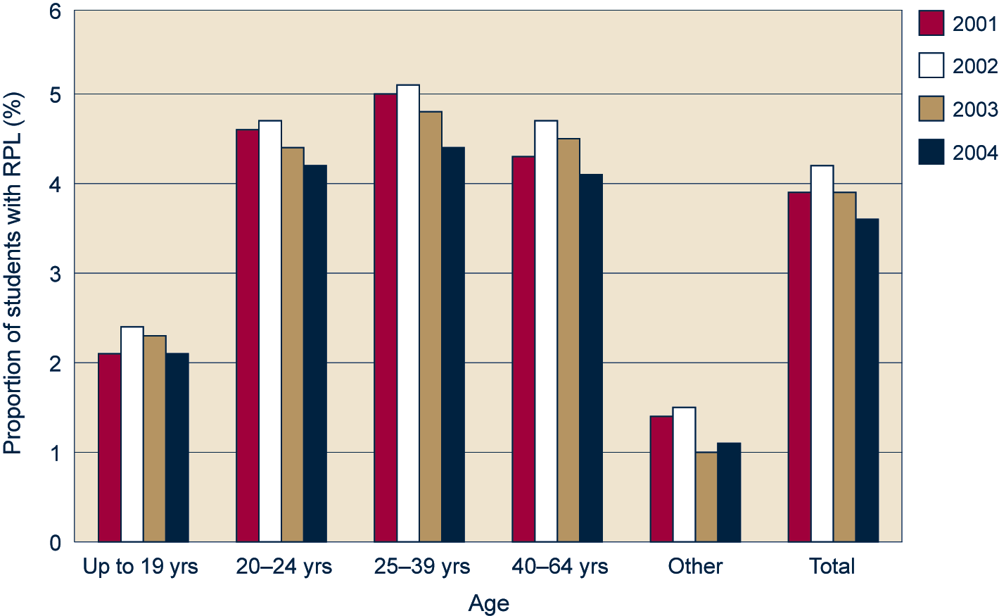 Proportion of students with RPL (%)
6
5
4
3
2
1
0
Up to 19 yrs
20–24 yrs
25–39 yrs
40–64 yrs
Other
Total
Age
2001
2002
2003
2004